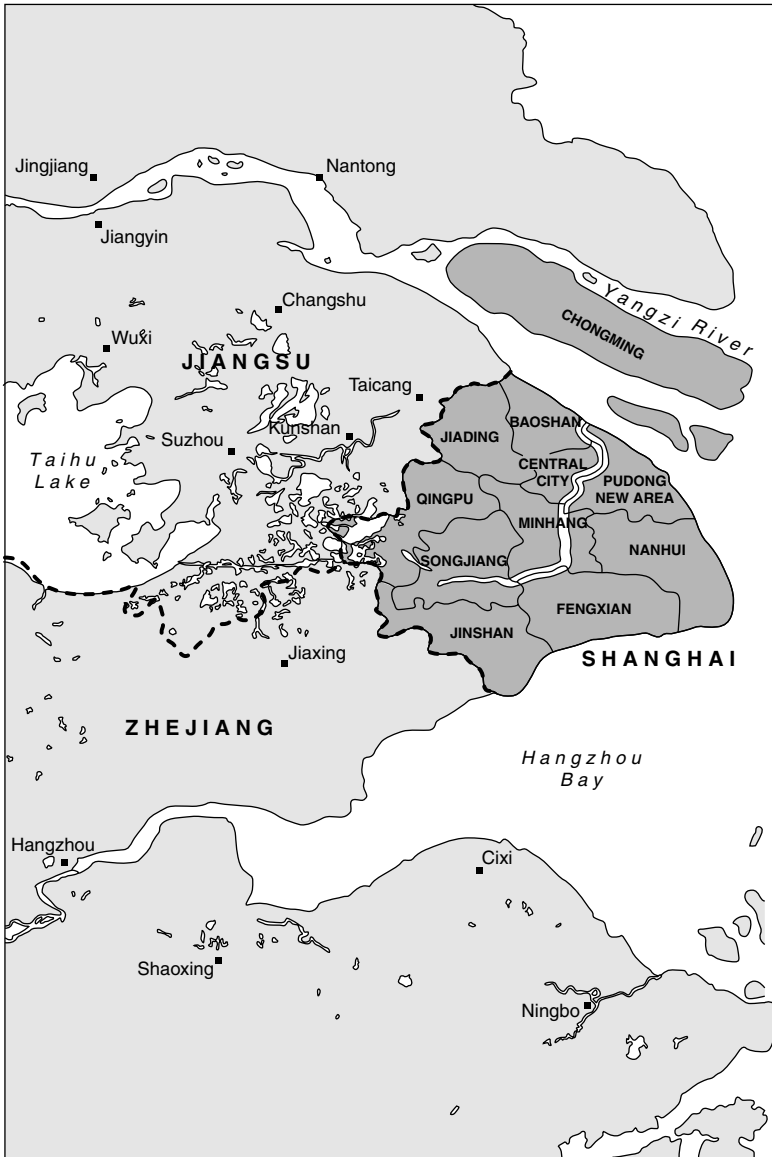 Jingjiang
Nantong
Jiangyin
Yangzi River
Changshu
CHONGMING
Wuxi
JIANGSU
Taicang
BAOSHAN
Kunshan
JIADING
Suzhou
Taihu
Lake
CENTRAL
CITY
PUDONG
NEW AREA
QINGPU
MINHANG
NANHUI
SONGJIANG
FENGXIAN
JINSHAN
Jiaxing
SHANGHAI
ZHEJIANG
Hangzhou
Bay
Hangzhou
Cixi
Shaoxing
Ningbo